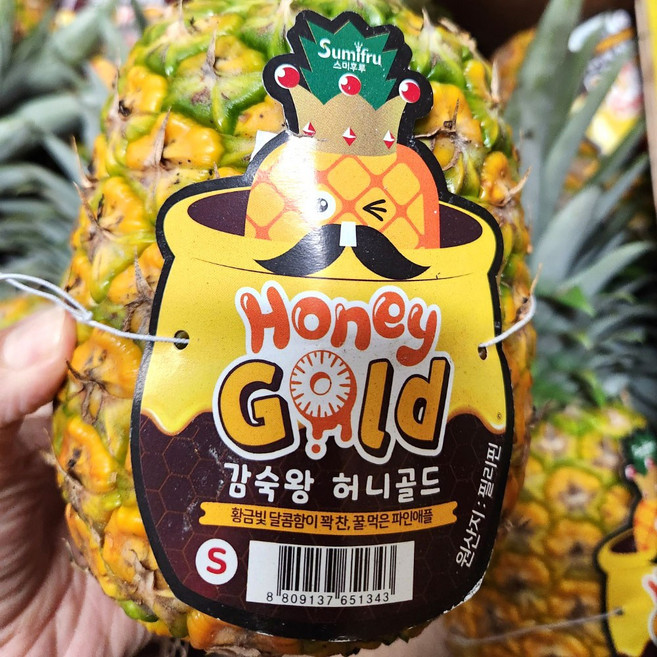 Sumifru
스미후루
Honey
Gold
감숙왕 허니골드
황금빛 달콤함이 꽉 찬, 꿀 먹은 파인애플
원산지 : 필리핀
S
8 809137 651343